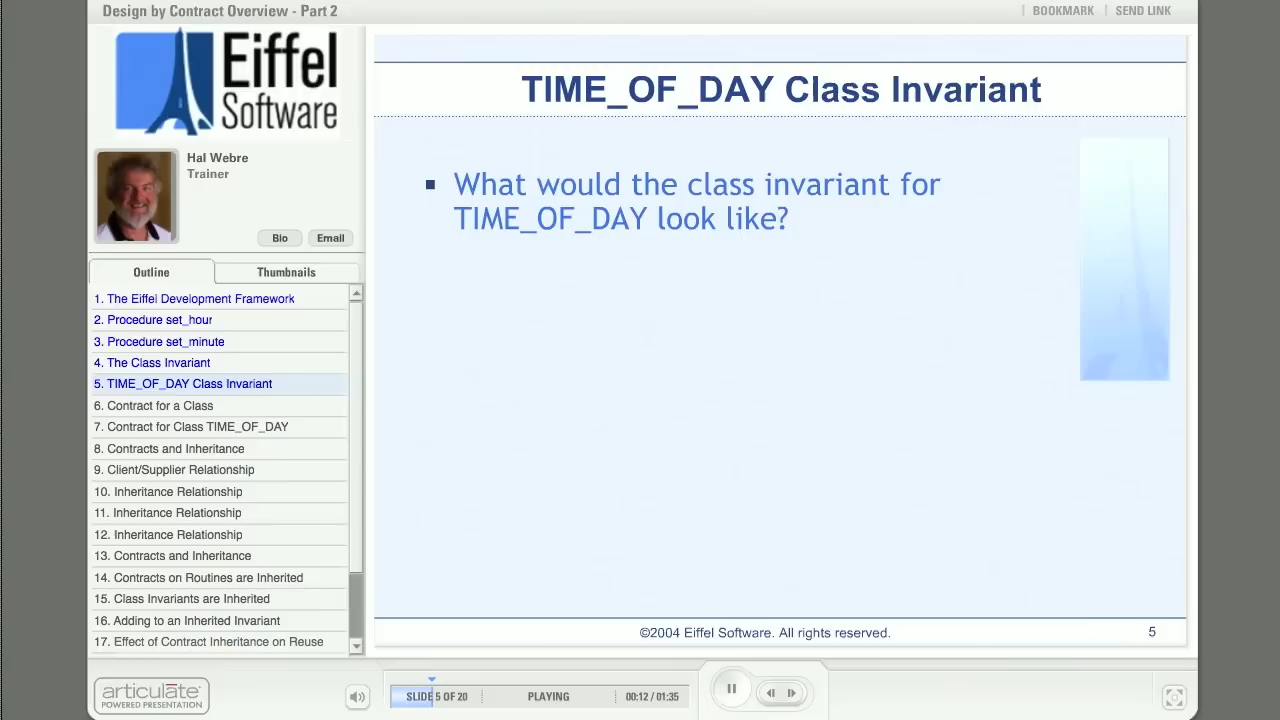 Design by Contract Overview - Part 2
BOOKMARK
SEND LINK
Eiffel
Software
Hal Webre
Trainer
Bio
Email
Outline
Thumbnails
1. The Eiffel Development Framework
2. Procedure set_hour
3. Procedure set_minute
4. The Class Invariant
5. TIME_OF_DAY Class Invariant
6. Contract for a Class
7. Contract for Class TIME_OF_DAY
8. Contracts and Inheritance
9. Client/Supplier Relationship
10. Inheritance Relationship
11. Inheritance Relationship
12. Inheritance Relationship
13. Contracts and Inheritance
14. Contracts on Routines are Inherited
15. Class Invariants are Inherited
16. Adding to an Inherited Invariant
17. Effect of Contract Inheritance on Reuse
TIME_OF_DAY Class Invariant
What would the class invariant for
TIME_OF_DAY look like?
©2004 Eiffel Software. All rights reserved.
5
articulate
POWERED PRESENTATION
SLIDE 5 OF 20
PLAYING
00:12 / 01:35